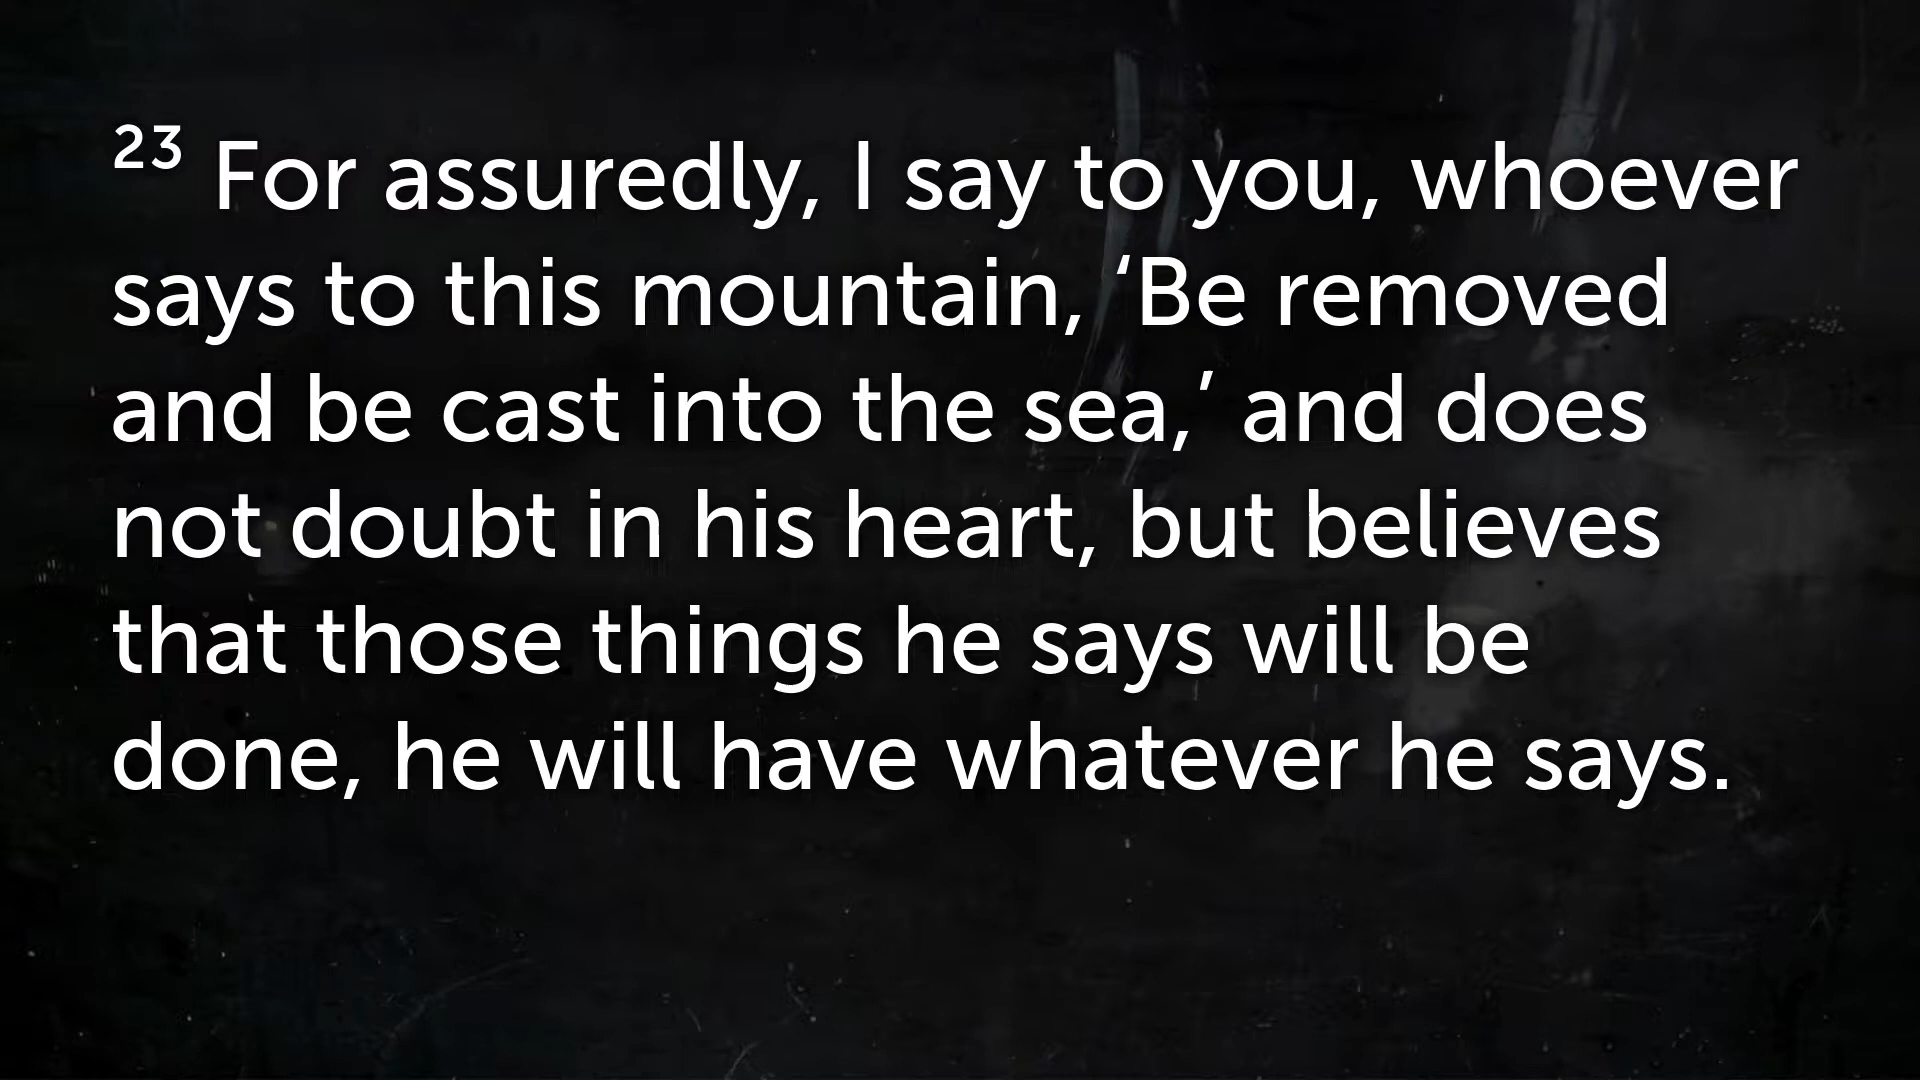 ²³ For assuredly, I say to you, whoever
says to this mountain, ‘Be removed
and be cast into the sea,’ and does
not doubt in his heart, but believes
that those things he says will be
done, he will have whatever he says.